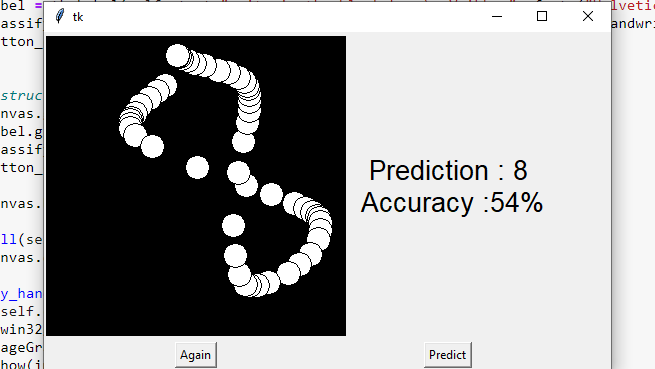 bel =
tk
assif
andwri
tton_
struc
nvas.
bel.g
assif
tton_
Prediction : 8
Accuracy :54%
nvas.
ll(se
nvas.
y_han
self.
win32
ageGr
how(i
Again
Predict